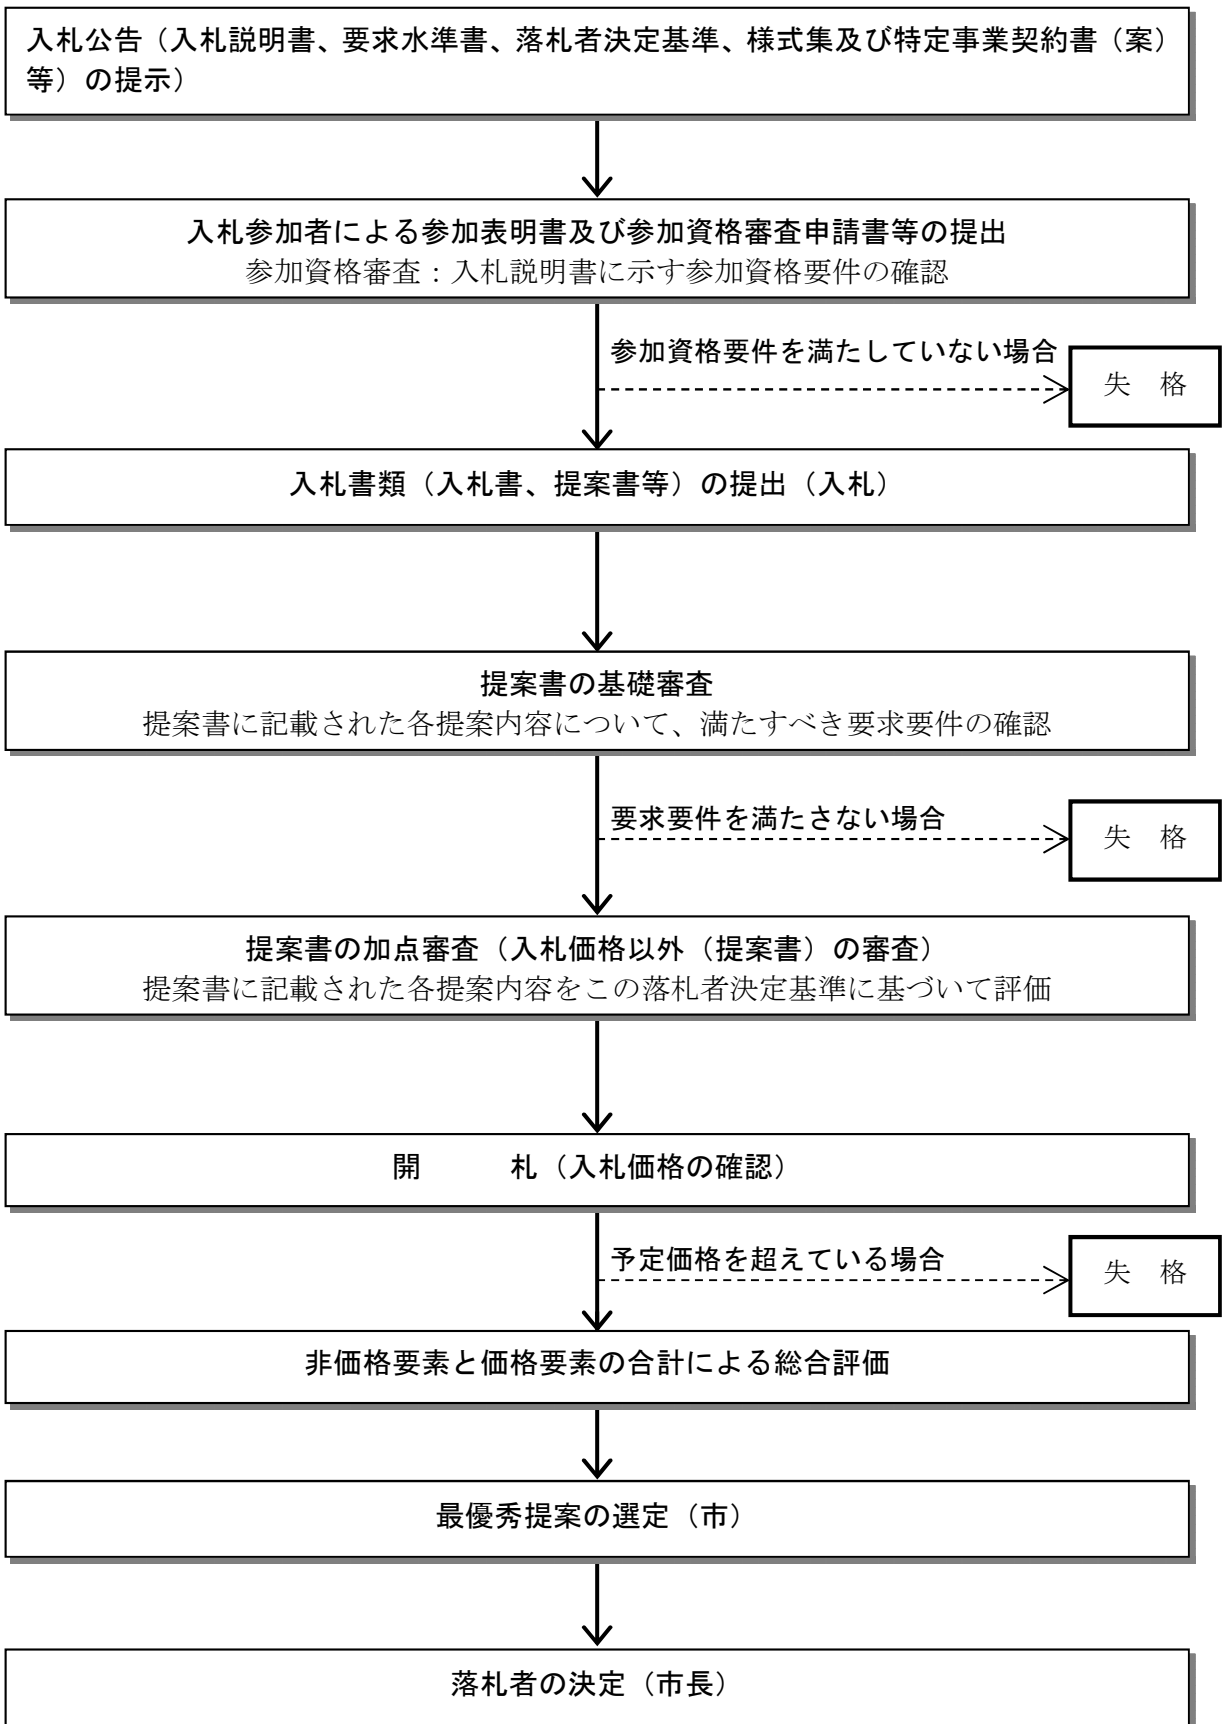 入札公告（入札説明書、要求水準書、落札者決定基準、様式集及び特定事業契約書（案）
等）の提示）
入札参加者による参加表明書及び参加資格審査申請書等の提出
参加資格審査：入札説明書に示す参加資格要件の確認
参加資格要件を満たしていない場合
失　格
入札書類（入札書、提案書等）の提出（入札）
提案書の基礎審査
提案書に記載された各提案内容について、満たすべき要求要件の確認
要求要件を満たさない場合
失　格
提案書の加点審査（入札価格以外（提案書）の審査）
提案書に記載された各提案内容をこの落札者決定基準に基づいて評価
開　　　札（入札価格の確認）
予定価格を超えている場合
失　格
非価格要素と価格要素の合計による総合評価
最優秀提案の選定（市）
落札者の決定（市長）